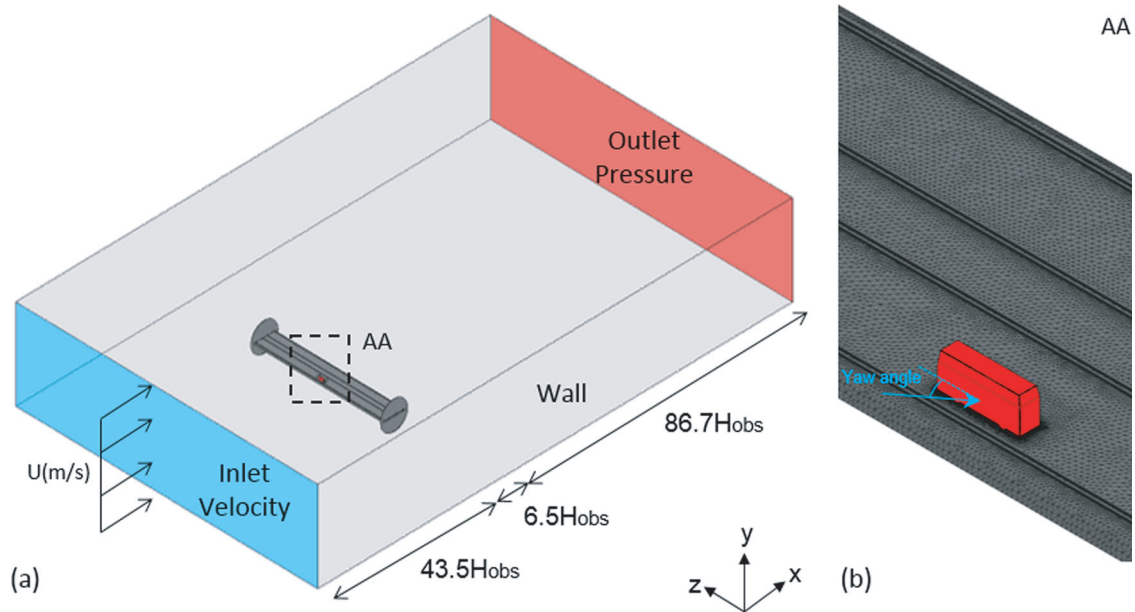 AA
Outlet
Pressure
AA
Yaw angle
Wall
86.7Hobs
U(m/s)
Inlet
Velocity
6.5Hobs
43.5Hobs
y
x
z
(a)
(b)